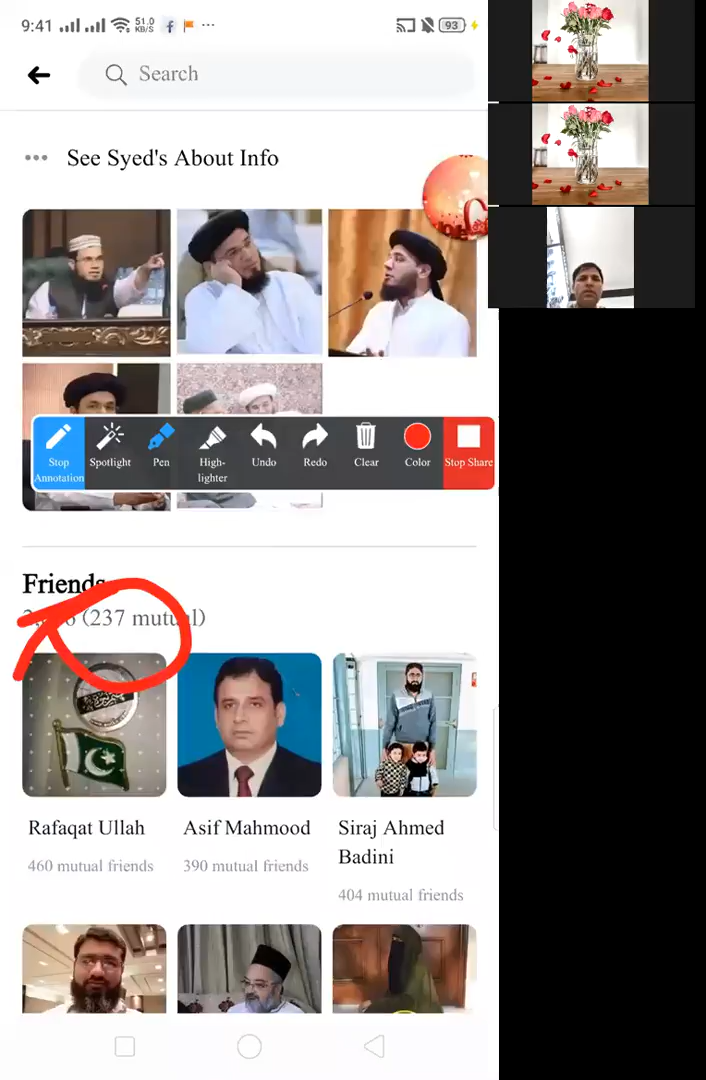 9:41
51.0
KB/S
93
Search
See Syed's About Info
Stop
Annotation
Spotlight
Pen
High-
lighter
Undo
Redo
Clear
Color
Stop Share
Friends
(237 mutual)
Rafaqat Ullah
Asif Mahmood
Siraj Ahmed
Badini
460 mutual friends
390 mutual friends
404 mutual friends